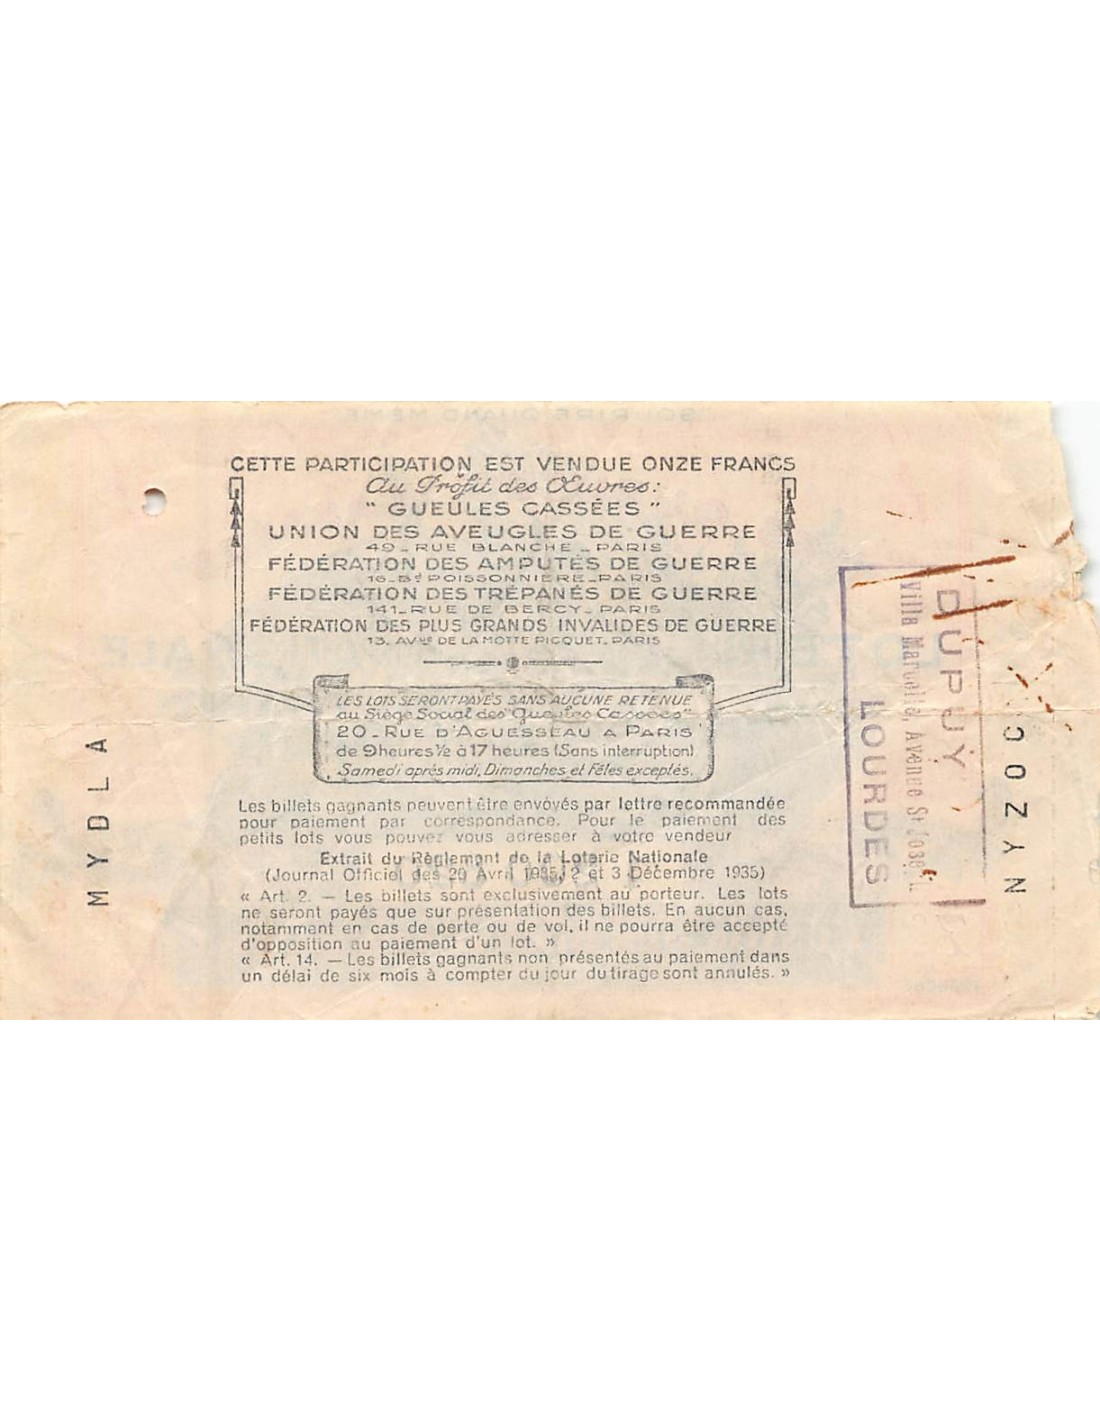 CETTE PARTICIPATION EST VENDUE ONZE FRANCS
Au Profit des Œuvres:
" GUEULES CASSÉES "
UNION DES AVEUGLES DE GUERRE
49 - RUE BLANCHE - PARIS
FÉDÉRATION DES AMPUTÉS DE GUERRE
16-Bd POISSONNIERE-PARIS
FÉDÉRATION DES TRÉPANÉS DE GUERRE
141-RUE DE BERCY-PARIS
FÉDÉRATION DES PLUS GRANDS INVALIDES DE GUERRE
13, AVue DE LA MOTTE PICQUET. PARIS
LES LOTS SERONT PAYÉS SANS AUCUNE RETENUE
au Siège Social des "Gueules Cassées"
20 - RUE D'AGUESSEAU A PARIS
de 9 heures ½ à 17 heures (Sans interruption)
Samedi après midi, Dimanches et Fêtes exceptés.
Les billets gagnants peuvent être envoyés par lettre recommandée
pour paiement par correspondance. Pour le paiement des
petits lots vous pouvez vous adresser à votre vendeur
Extrait du Règlement de la Loterie Nationale
(Journal Officiel des 20 Avril 1935, 2 et 3 Décembre 1935)
« Art. 2. — Les billets sont exclusivement au porteur. Les lots
ne seront payés que sur présentation des billets. En aucun cas,
notamment en cas de perte ou de vol, il ne pourra être accepté
d'opposition au paiement d'un lot. »
« Art. 14. — Les billets gagnants non présentés au paiement dans
un délai de six mois à compter du jour du tirage sont annulés. »
MYDLA
DUPUY
Villa Marcelle, Avenue St
LOURDES
NYZOC